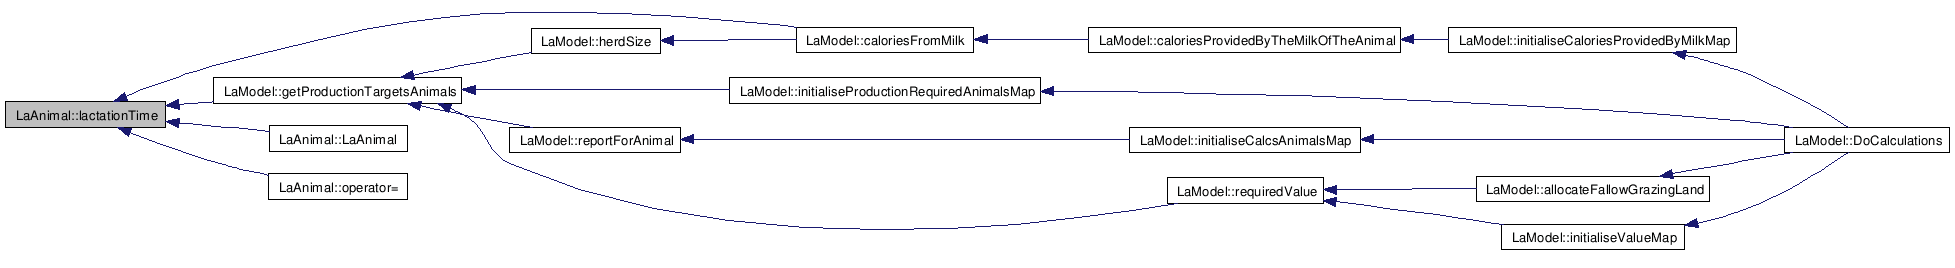 LaModel::herdSize
LaModel::caloriesFromMilk
LaModel::caloriesProvidedByTheMilkOfTheAnimal
LaModel::initialiseCaloriesProvidedByMilkMap
LaModel::getProductionTargetsAnimals
LaModel::initialiseProductionRequiredAnimalsMap
LaAnimal::lactationTime
LaAnimal::LaAnimal
LaModel::reportForAnimal
LaModel::initialiseCalcsAnimalsMap
LaModel::DoCalculations
LaAnimal::operator=
LaModel::requiredValue
LaModel::allocateFallowGrazingLand
LaModel::initialiseValueMap